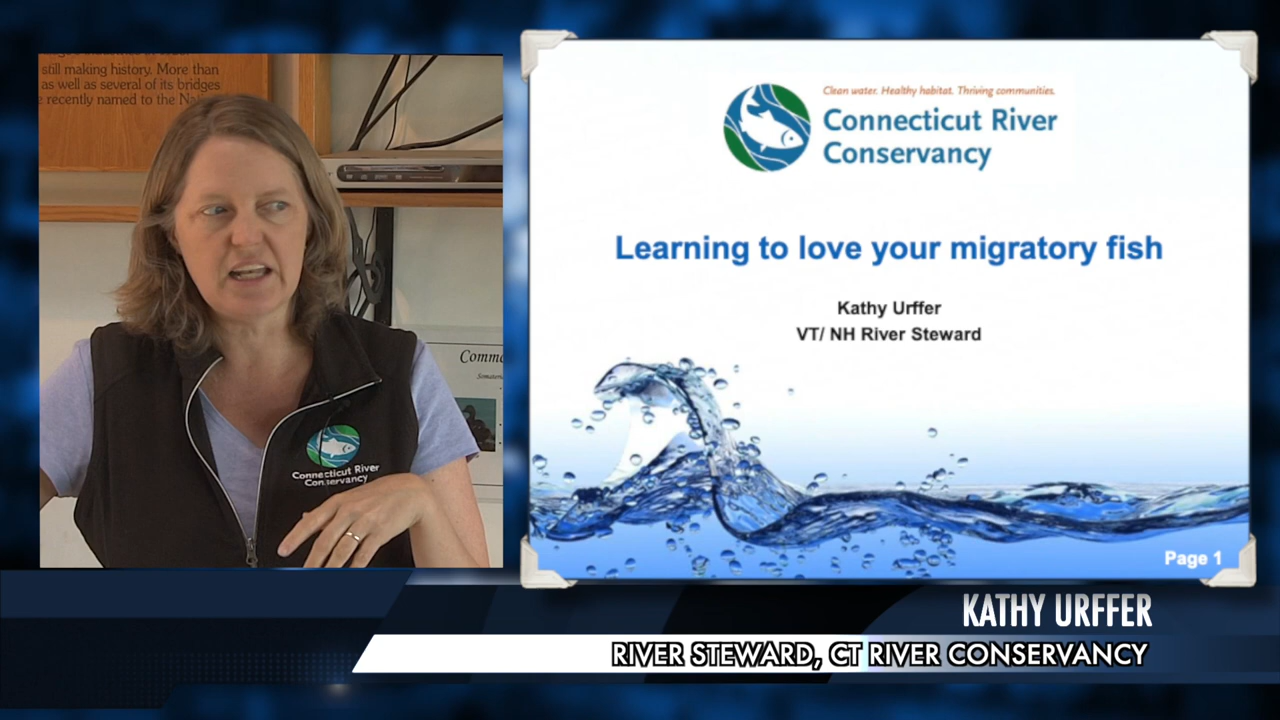 still making history. More than
as well as several of its bridges
recently named to the
Connecticut River
Conservancy
Clean water. Healthy habitat. Thriving communities.
Connecticut River
Conservancy
Learning to love your migratory fish
Kathy Urffer
VT/ NH River Steward
Page 1
KATHY URFFER
RIVER STEWARD, CT RIVER CONSERVANCY